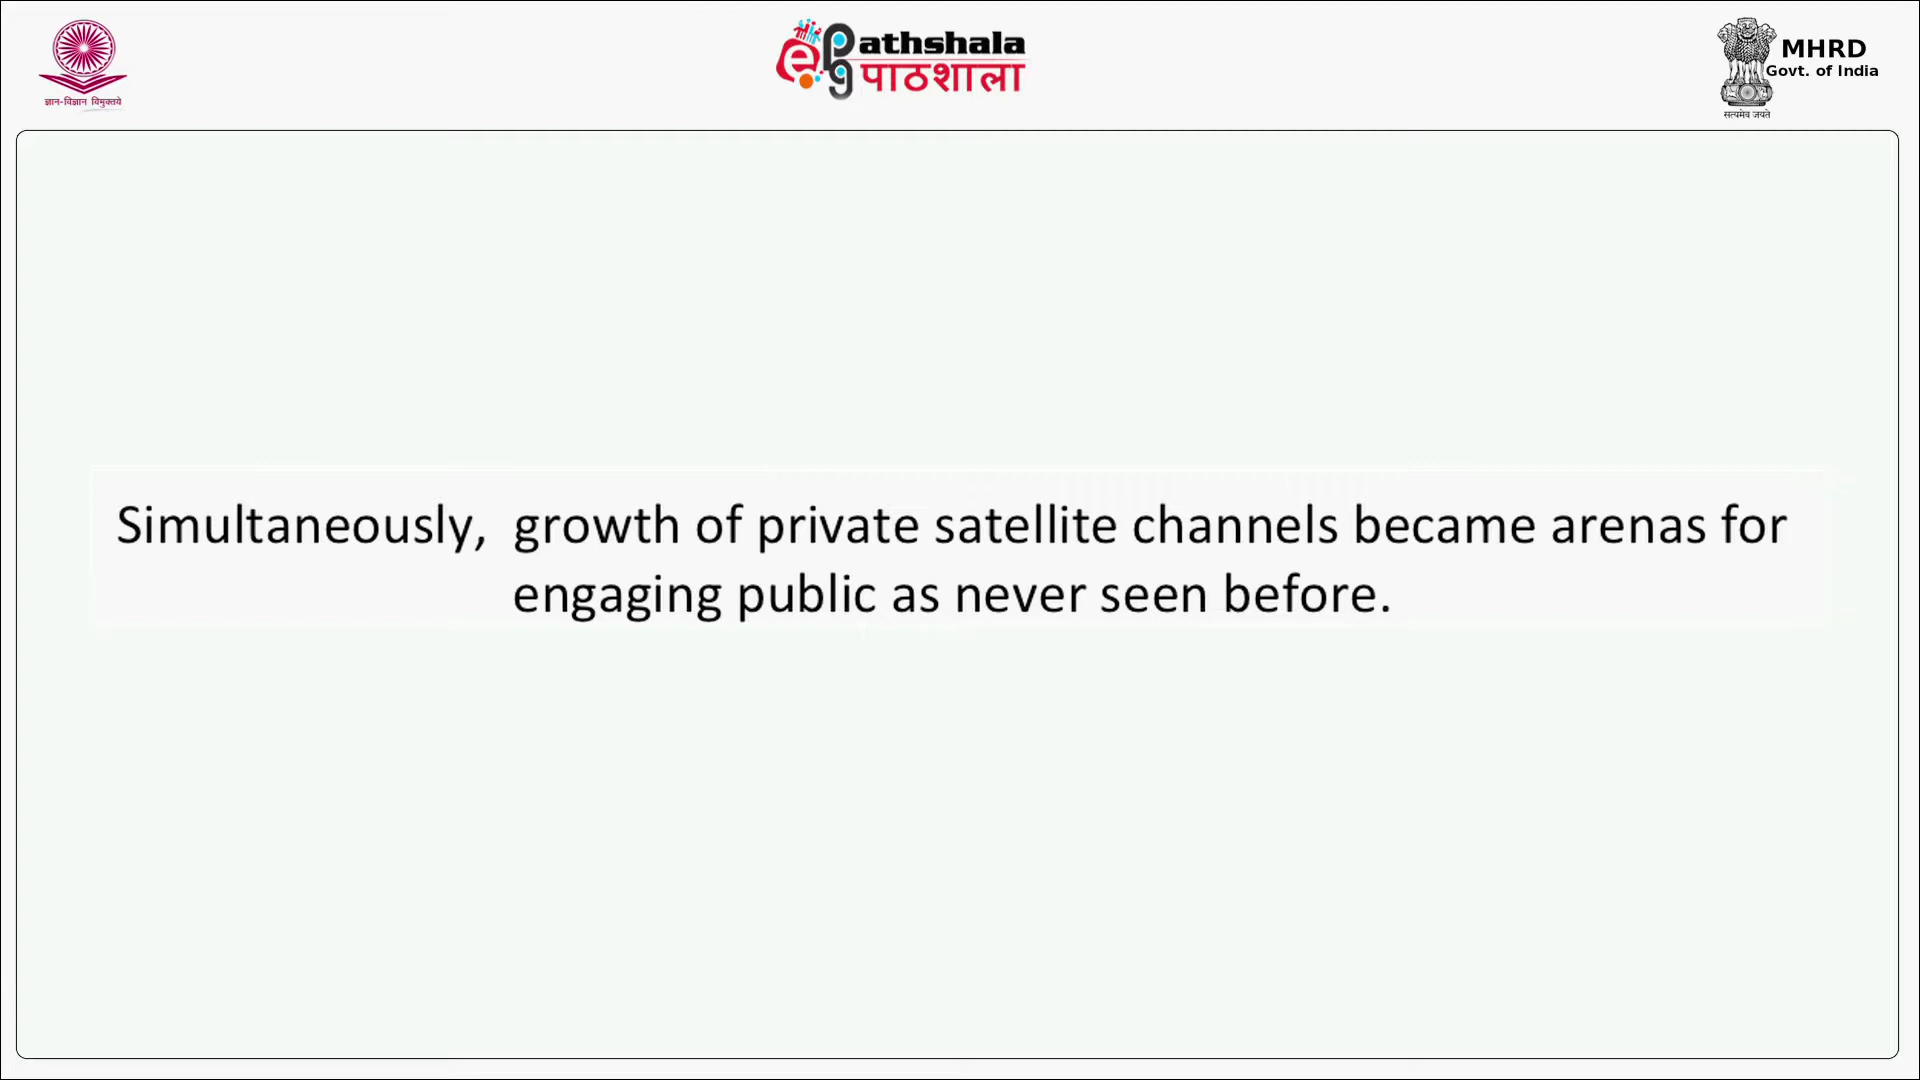 ज्ञान-विज्ञान विमुक्तये
ePG athshala
पाठशाला
MHRD
Govt. of India
सत्यमेव जयते
Simultaneously, growth of private satellite channels became arenas for
engaging public as never seen before.